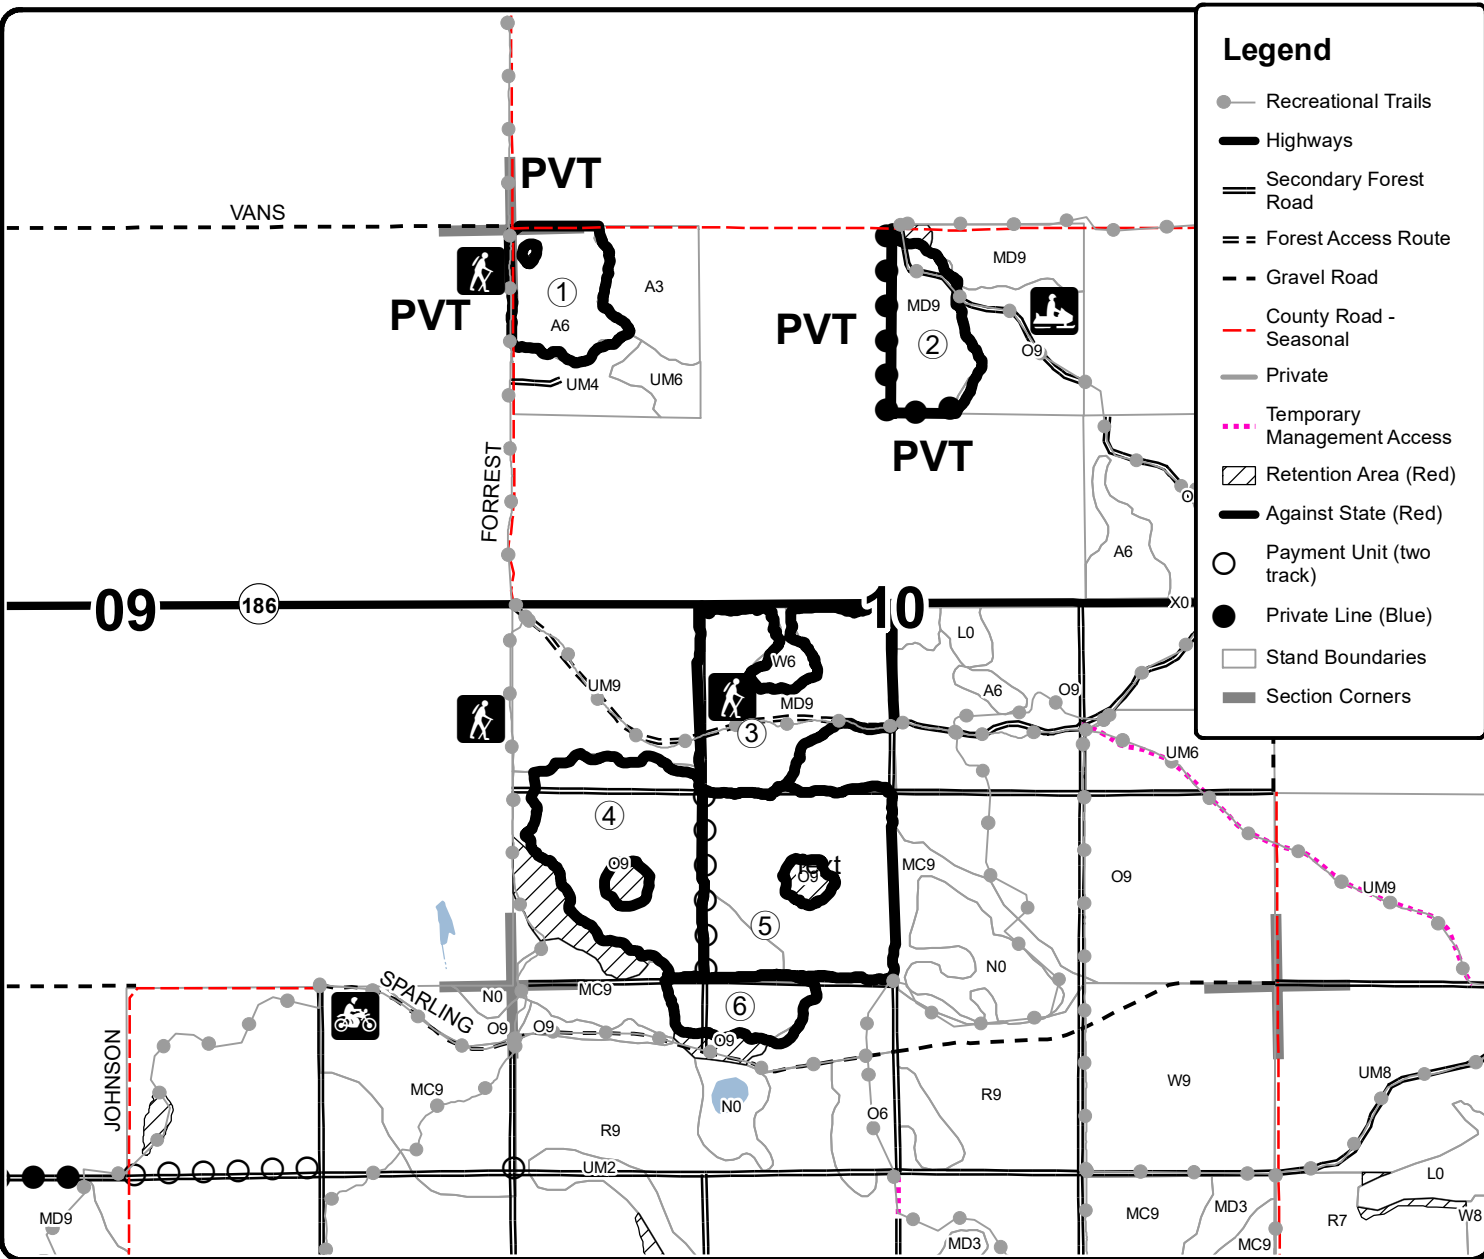 Legend
Recreational Trails
Highways
Secondary Forest
Road
Forest Access Route
Gravel Road
County Road -
Seasonal
Private
Temporary
Management Access
Retention Area (Red)
Against State (Red)
Payment Unit (two
track)
Private Line (Blue)
Stand Boundaries
Section Corners
PVT
VANS
MD9
1
A3
PVT
A6
MD9
PVT
2
O9
UM4
UM6
PVT
FORREST
A6
09
186
10
X0
L0
W6
UM9
A6
O9
MD9
3
UM6
4
O9
O9
MC9
O9
UM9
5
N0
SPARLING
MC9
N0
6
O9
O9
O9
JOHNSON
MC9
UM8
W9
R9
N0
O6
R9
UM2
L0
MD9
MC9
MD3
R7
W8
MD3
MC9